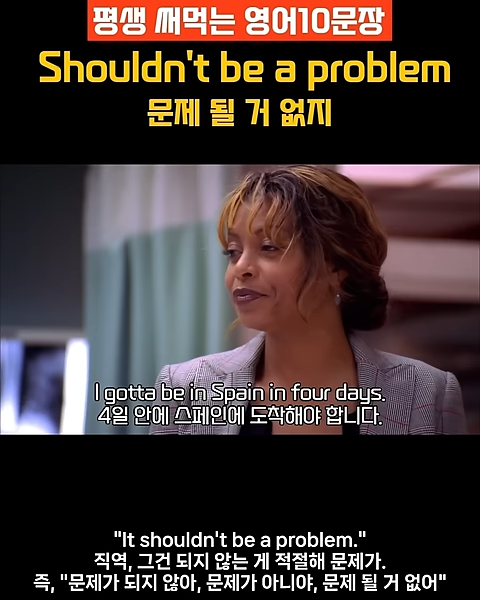 평생 써먹는 영어10문장
Shouldn't be a problem
문제 될 거 없지
I gotta be in Spain in four days.
4일 안에 스페인에 도착해야 합니다.
"It shouldn't be a problem."
직역, 그건 되지 않는 게 적절해 문제가.
즉, "문제가 되지 않아, 문제가 아니야, 문제 될 거 없어"